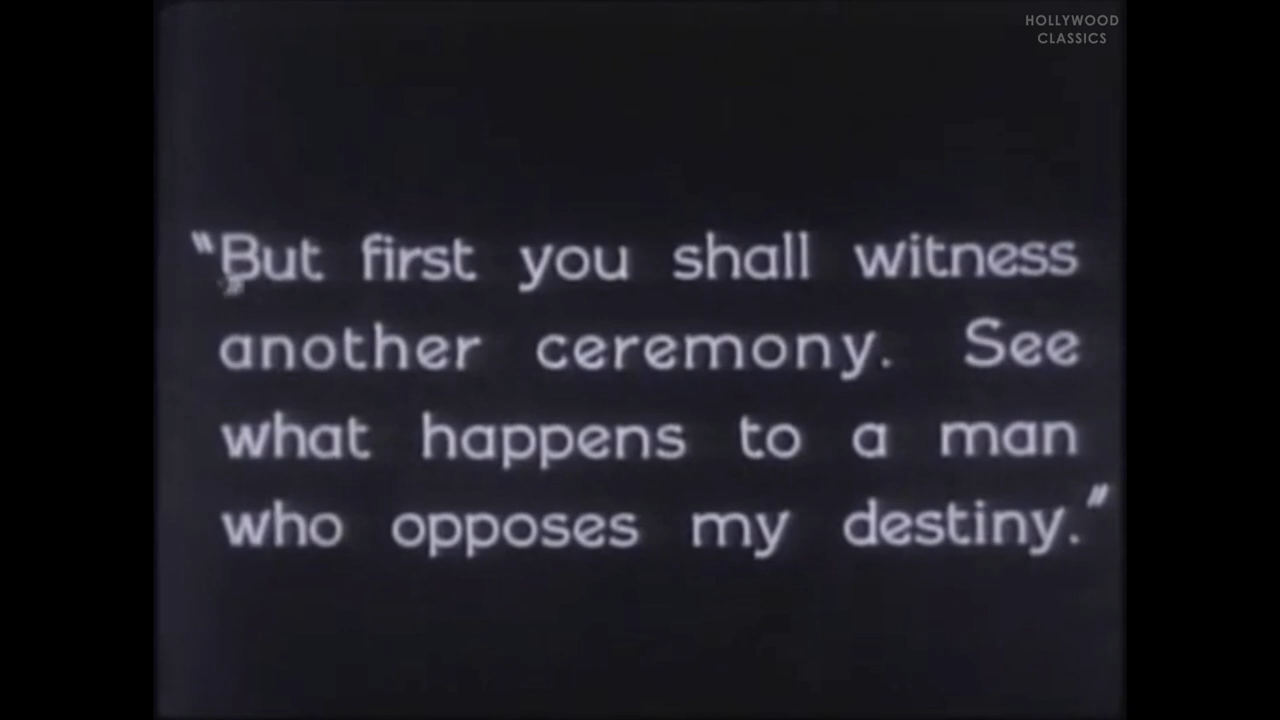 HOLLYWOOD
CLASSICS
"But first you shall witness
another ceremony. See
what happens to a man
who opposes my destiny."